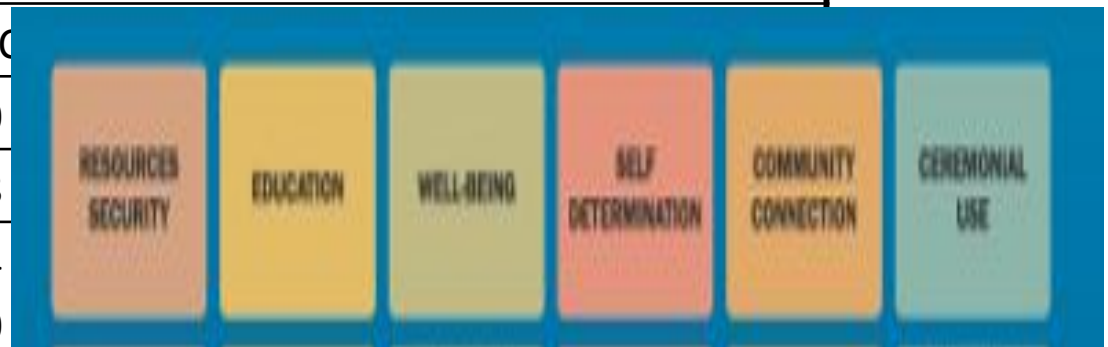 RESOURCES
SECURITY
EDUCATION
WELL-BEING
SELF
DETERMINATION
COMMUNITY
CONNECTION
CEREMONIAL
USE